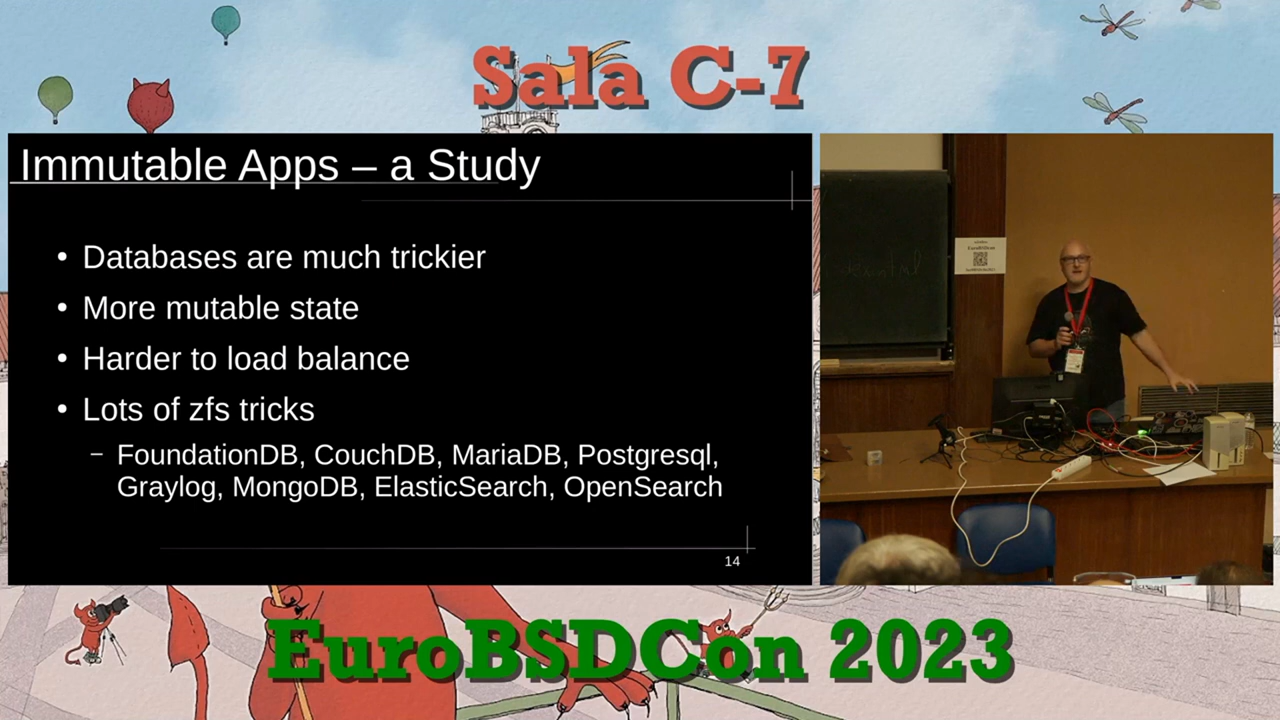 Sala C-7
Immutable Apps – a Study
• Databases are much trickier
• More mutable state
• Harder to load balance
• Lots of zfs tricks
– FoundationDB, CouchDB, MariaDB, Postgresql,
Graylog, MongoDB, ElasticSearch, OpenSearch
14
EuroBSDCon 2023